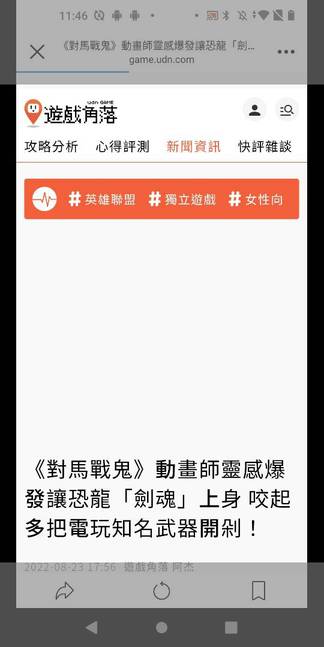 11:46
《對馬戰鬼》動畫師靈感爆發讓恐龍「劍...
game.udn.com
udn GAME
遊戲角落
攻略分析 心得評測 新聞資訊 快評雜談
#英雄聯盟 #獨立遊戲 #女性向
《對馬戰鬼》動畫師靈感爆
發讓恐龍「劍魂」上身 咬起
多把電玩知名武器開剁！
2022-08-23 17:56 遊戲角落 阿杰